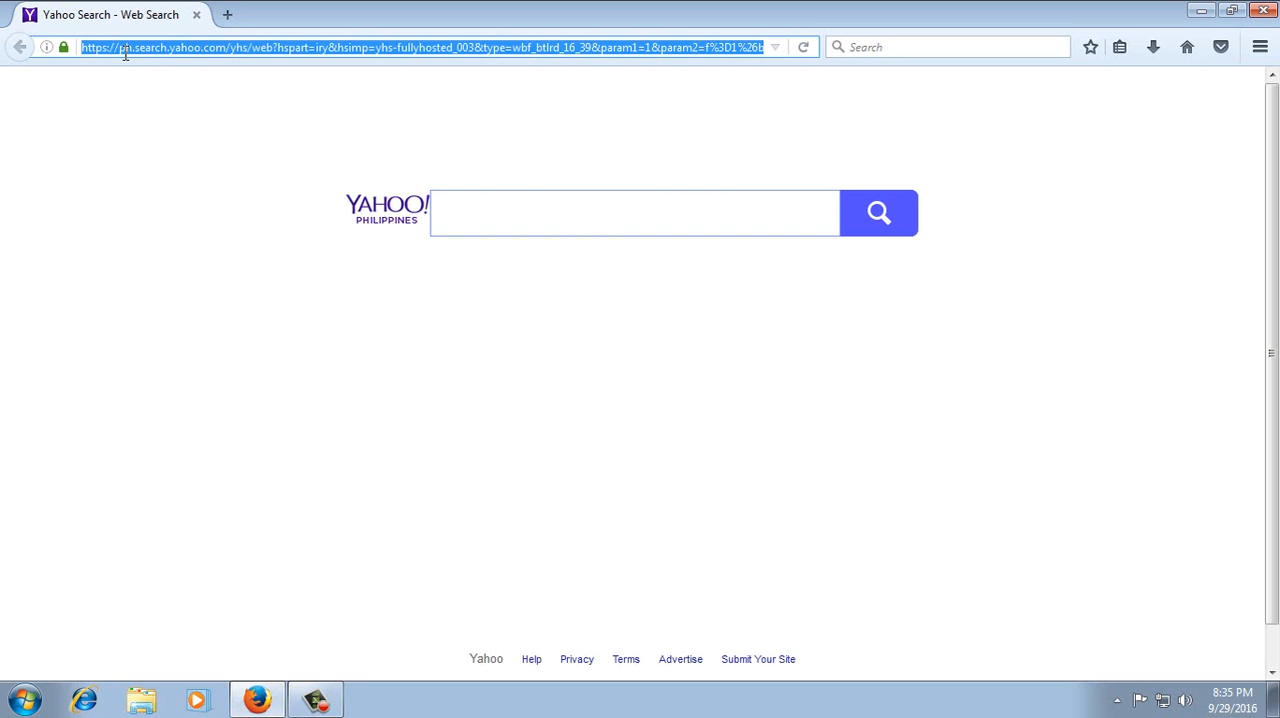 Yahoo Search - Web Search
https://ph.search.yahoo.com/yhs/web?hspart=iry&hsimp=yhs-fullyhosted_003&type=wbf_btlrd_16_39&param1=1&param2=f%3D1%26b
Search
YAHOO!
PHILIPPINES
Yahoo Help Privacy Terms Advertise Submit Your Site
8:35 PM
9/29/2016